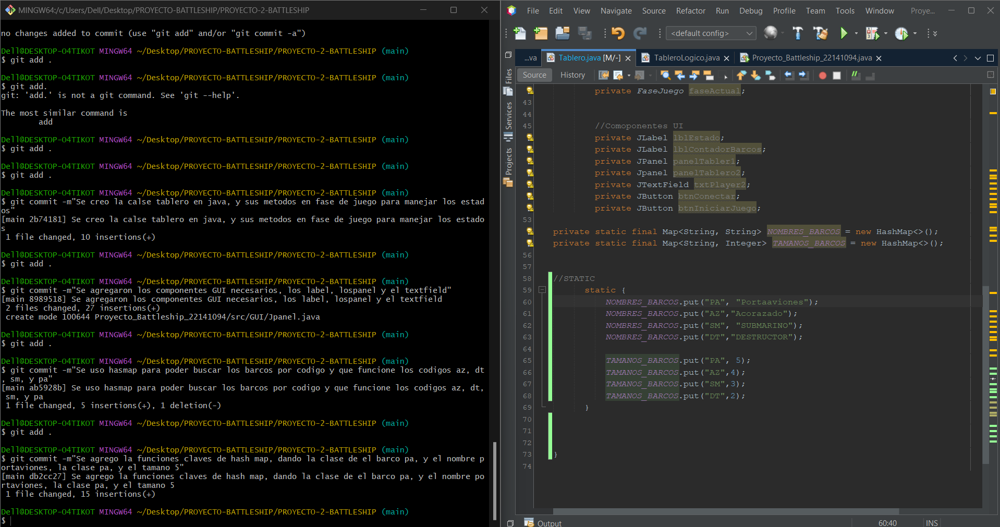 MINGW64:/c/Users/Dell/Desktop/PROYECTO-BATTLESHIP/PROYECTO-2-BATTLESHIP
no changes added to commit (use "git add" and/or "git commit -a")
Dell@DESKTOP-O4TIKOT MINGW64 ~/Desktop/PROYECTO-BATTLESHIP/PROYECTO-2-BATTLESHIP (main)
$ git add .
Dell@DESKTOP-O4TIKOT MINGW64 ~/Desktop/PROYECTO-BATTLESHIP/PROYECTO-2-BATTLESHIP (main)
$ git add.
git: 'add.' is not a git command. See 'git --help'.
The most similar command is
add
Dell@DESKTOP-O4TIKOT MINGW64 ~/Desktop/PROYECTO-BATTLESHIP/PROYECTO-2-BATTLESHIP (main)
$ git add .
Dell@DESKTOP-O4TIKOT MINGW64 ~/Desktop/PROYECTO-BATTLESHIP/PROYECTO-2-BATTLESHIP (main)
$ git add .
Dell@DESKTOP-O4TIKOT MINGW64 ~/Desktop/PROYECTO-BATTLESHIP/PROYECTO-2-BATTLESHIP (main)
$ git commit -m"Se creo la calse tablero en java, y sus metodos en fase de juego para manejar los estad
os"
[main 2b74181] Se creo la calse tablero en java, y sus metodos en fase de juego para manejar los estado
s
1 file changed, 10 insertions(+)
Dell@DESKTOP-O4TIKOT MINGW64 ~/Desktop/PROYECTO-BATTLESHIP/PROYECTO-2-BATTLESHIP (main)
$ git add .
Dell@DESKTOP-O4TIKOT MINGW64 ~/Desktop/PROYECTO-BATTLESHIP/PROYECTO-2-BATTLESHIP (main)
$ git commit -m"Se agregaron los componentes GUI necesarios, los label, lospanel y el textfield"
[main 8989518] Se agregaron los componentes GUI necesarios, los label, lospanel y el textfield
2 files changed, 27 insertions(+)
create mode 100644 Proyecto_Battleship_22141094/src/GUI/Jpanel.java
Dell@DESKTOP-O4TIKOT MINGW64 ~/Desktop/PROYECTO-BATTLESHIP/PROYECTO-2-BATTLESHIP (main)
$ git add .
Dell@DESKTOP-O4TIKOT MINGW64 ~/Desktop/PROYECTO-BATTLESHIP/PROYECTO-2-BATTLESHIP (main)
$ git commit -m"Se uso hasmap para poder buscar los barcos por codigo y que funcione los codigos az, dt
, sm, y pa"
[main ab5928b] Se uso hasmap para poder buscar los barcos por codigo y que funcione los codigos az, dt,
sm, y pa
1 file changed, 5 insertions(+), 1 deletion(-)
Dell@DESKTOP-O4TIKOT MINGW64 ~/Desktop/PROYECTO-BATTLESHIP/PROYECTO-2-BATTLESHIP (main)
$ git add .
Dell@DESKTOP-O4TIKOT MINGW64 ~/Desktop/PROYECTO-BATTLESHIP/PROYECTO-2-BATTLESHIP (main)
$ git commit -m"Se agrego la funciones claves de hash map, dando la clase de el barco pa, y el nombre p
ortaviones, la clase pa, y el tamano 5"
[main db2cc27] Se agrego la funciones claves de hash map, dando la clase de el barco pa, y el nombre po
rtaviones, la clase pa, y el tamano 5
1 file changed, 15 insertions(+)
Dell@DESKTOP-O4TIKOT MINGW64 ~/Desktop/PROYECTO-BATTLESHIP/PROYECTO-2-BATTLESHIP (main)
$
File Edit View Navigate Source Refactor Run Debug Profile Team Tools Window Proye...
<default config>
...va Tablero.java [M/-] TableroLogico.java Proyecto_Battleship_22141094.java
Source History
Files
Services
Projects
private FaseJuego faseActual;
43
44
45 //Comoponentes UI
private JLabel lblEstado;
private JLabel lblContadorBarcos;
private JPanel panelTabler1;
private Jpanel panelTablero2;
private JTextField txtPlayer2;
private JButton btnConectar;
private JButton btnIniciarJuego;
53
private static final Map<String, String> NOMBRES_BARCOS = new HashMap<>();
private static final Map<String, Integer> TAMANOS_BARCOS = new HashMap<>();
56
57
58 //STATIC
59 static {
60 NOMBRES_BARCOS.put("PA", "Portaaviones");
61 NOMBRES_BARCOS.put("AZ","Acorazado");
62 NOMBRES_BARCOS.put("SM", "SUBMARINO");
63 NOMBRES_BARCOS.put("DT","DESTRUCTOR");
64
65 TAMANOS_BARCOS.put("PA", 5);
66 TAMANOS_BARCOS.put("AZ",4);
67 TAMANOS_BARCOS.put("SM",3);
68 TAMANOS_BARCOS.put("DT",2);
69 }
70
71
72
73 }
74
Output
60:40 INS